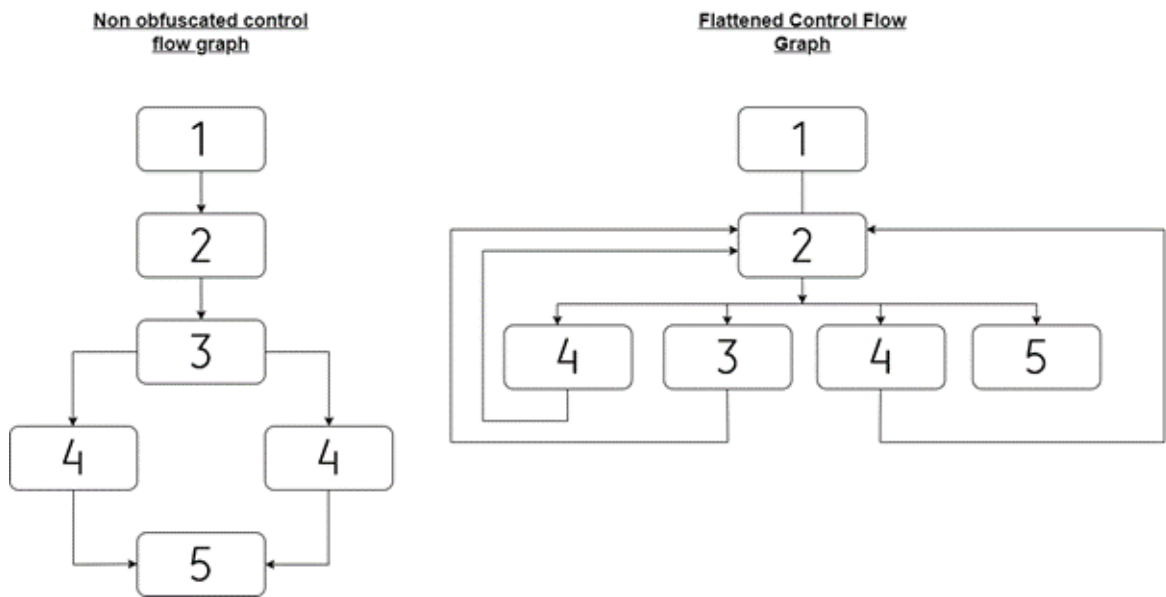 Non obfuscated control
flow graph
1
2
3
4 4
5
Flattened Control Flow
Graph
1
2
4 3 4 5